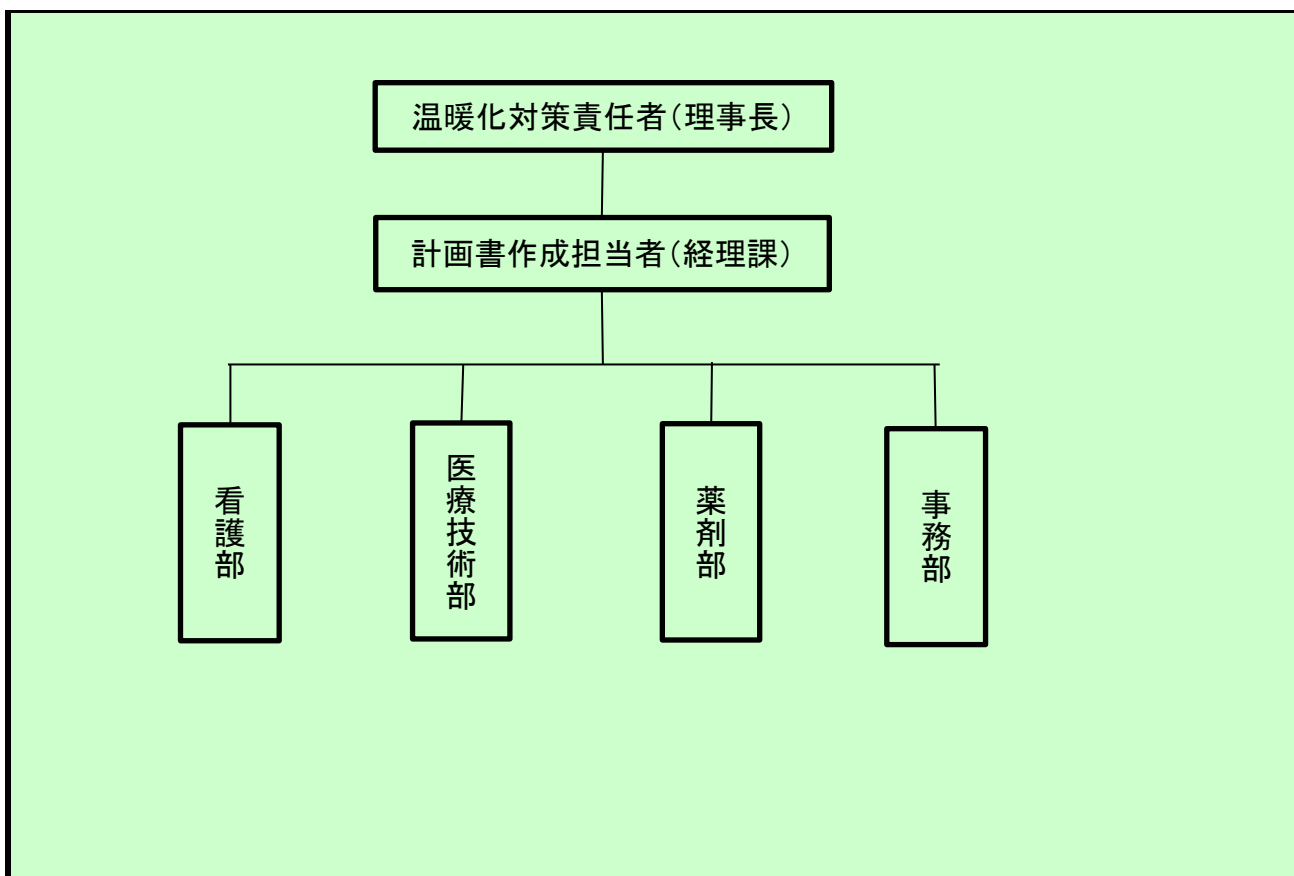 温暖化対策責任者（理事長）
計画書作成担当者（経理課）
看護部
医療技術部
薬剤部
事務部